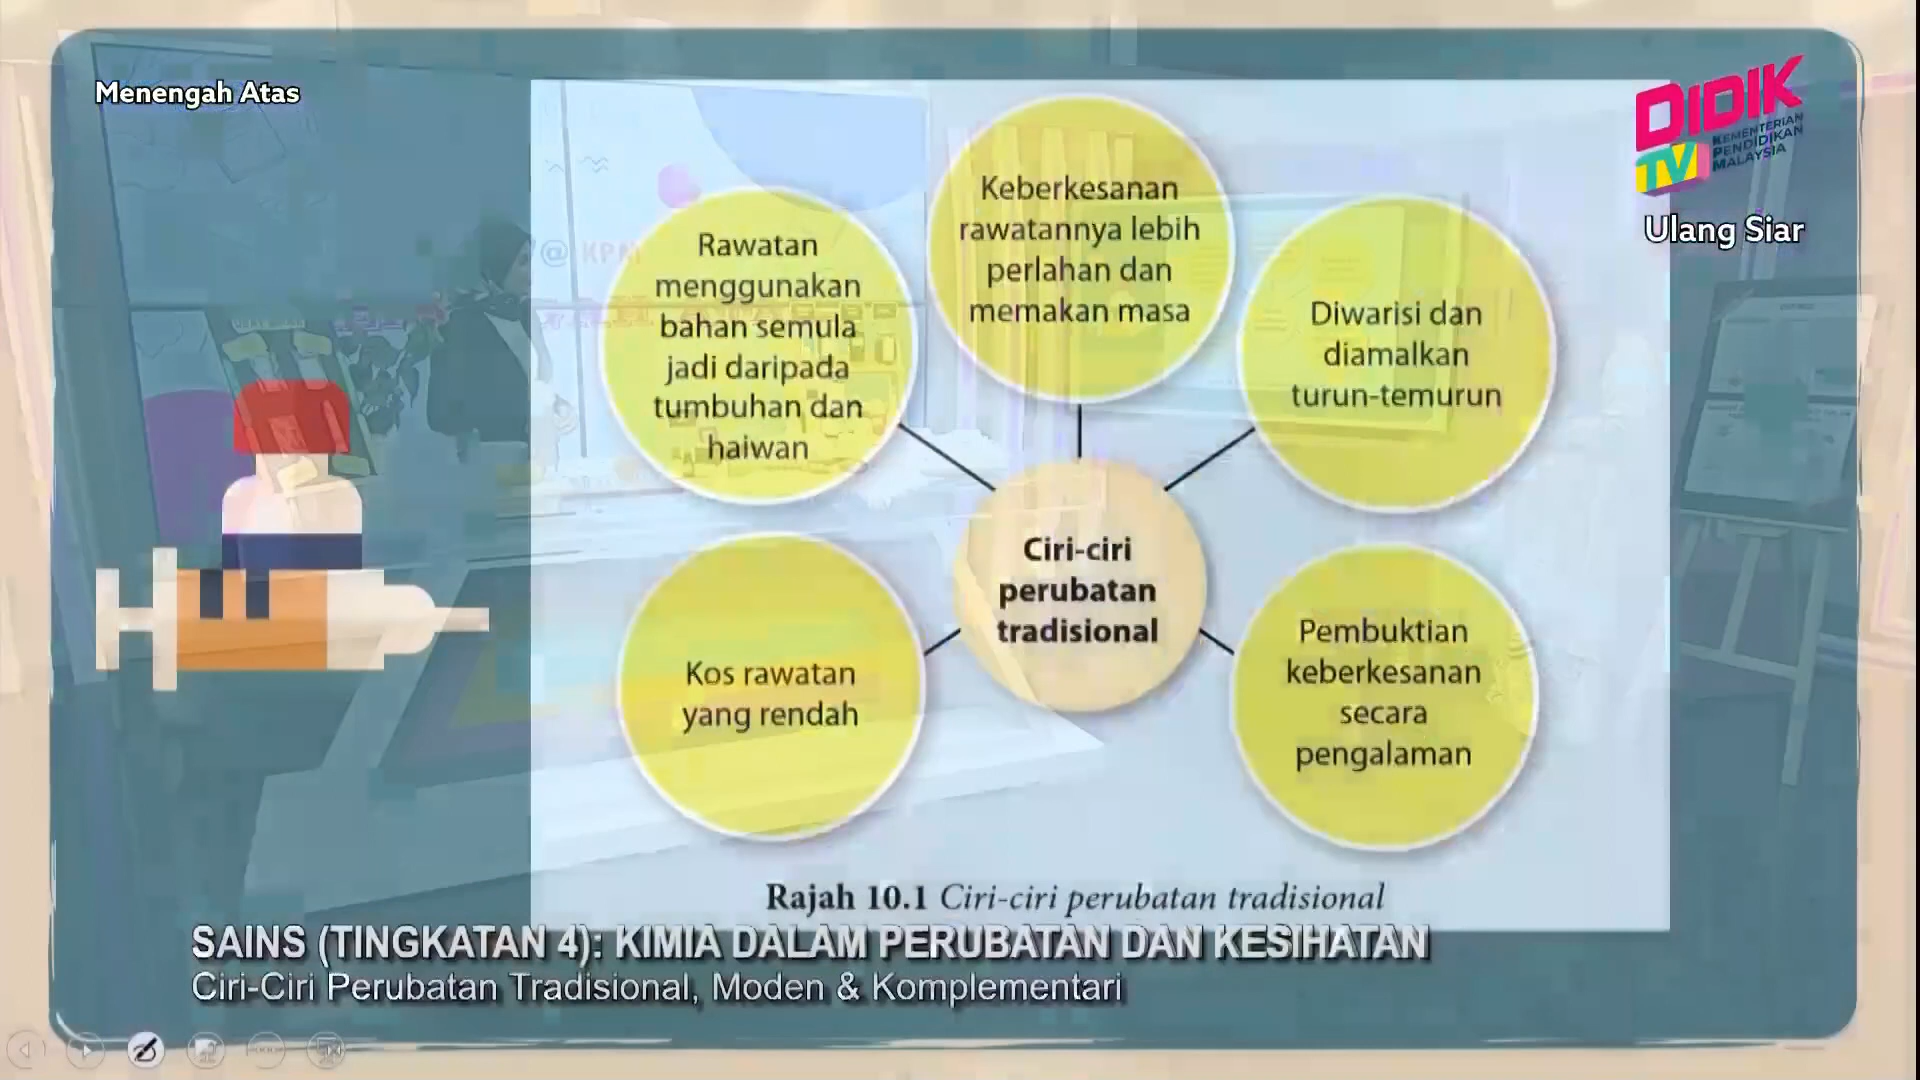 Menengah Atas
DIDIK
TV
KEMENTERIAN
PENDIDIKAN
MALAYSIA
Ulang Siar
@ KPM
Keberkesanan
rawatannya lebih
perlahan dan
memakan masa
Rawatan
menggunakan
bahan semula
jadi daripada
tumbuhan dan
haiwan
Diwarisi dan
diamalkan
turun-temurun
Ciri-ciri
perubatan
tradisional
Kos rawatan
yang rendah
Pembuktian
keberkesanan
secara
pengalaman
Rajah 10.1 Ciri-ciri perubatan tradisional
SAINS (TINGKATAN 4): KIMIA DALAM PERUBATAN DAN KESIHATAN
Ciri-Ciri Perubatan Tradisional, Moden & Komplementari